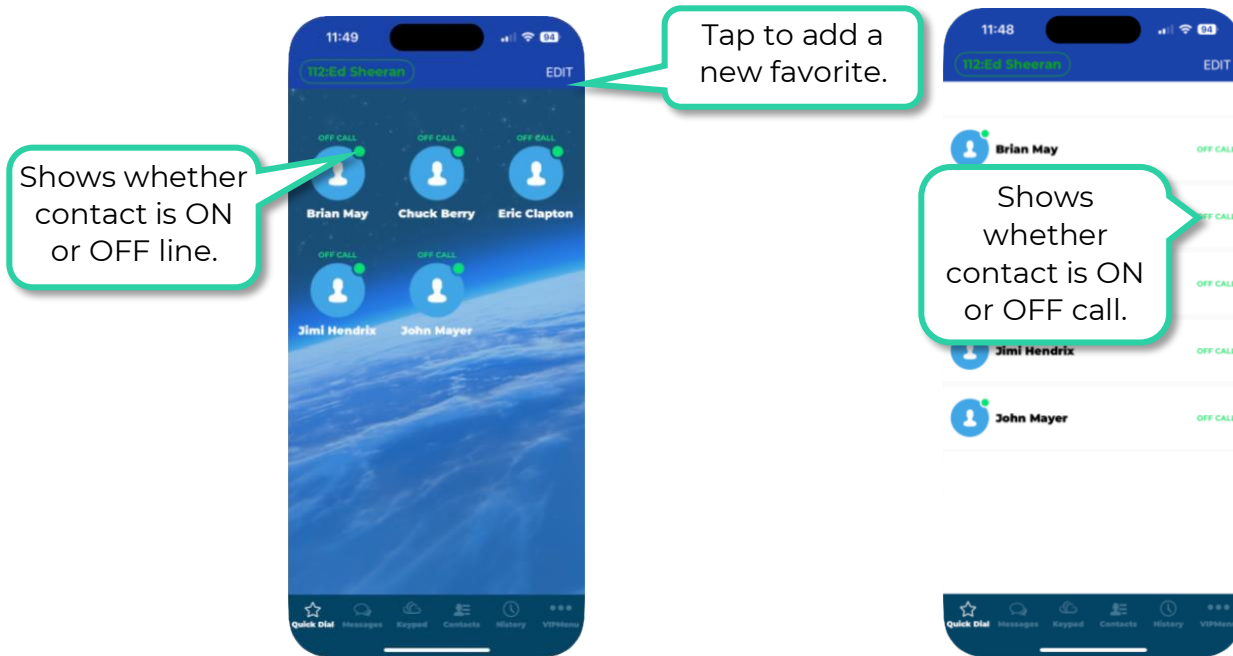 11:49
94
112:Ed Sheeran
EDIT
Tap to add a
new favorite.
Shows whether
contact is ON
or OFF line.
OFF CALL
OFF CALL
OFF CALL
Brian May
Chuck Berry
Eric Clapton
OFF CALL
OFF CALL
Jimi Hendrix
John Mayer
Quick Dial
Messages
Keypad
Contacts
History
VIPMenu
11:48
94
112:Ed Sheeran
EDIT
Brian May
OFF CALL
Shows
whether
contact is ON
or OFF call.
OFF CALL
OFF CALL
Jimi Hendrix
OFF CALL
John Mayer
OFF CALL
Quick Dial
Messages
Keypad
Contacts
History